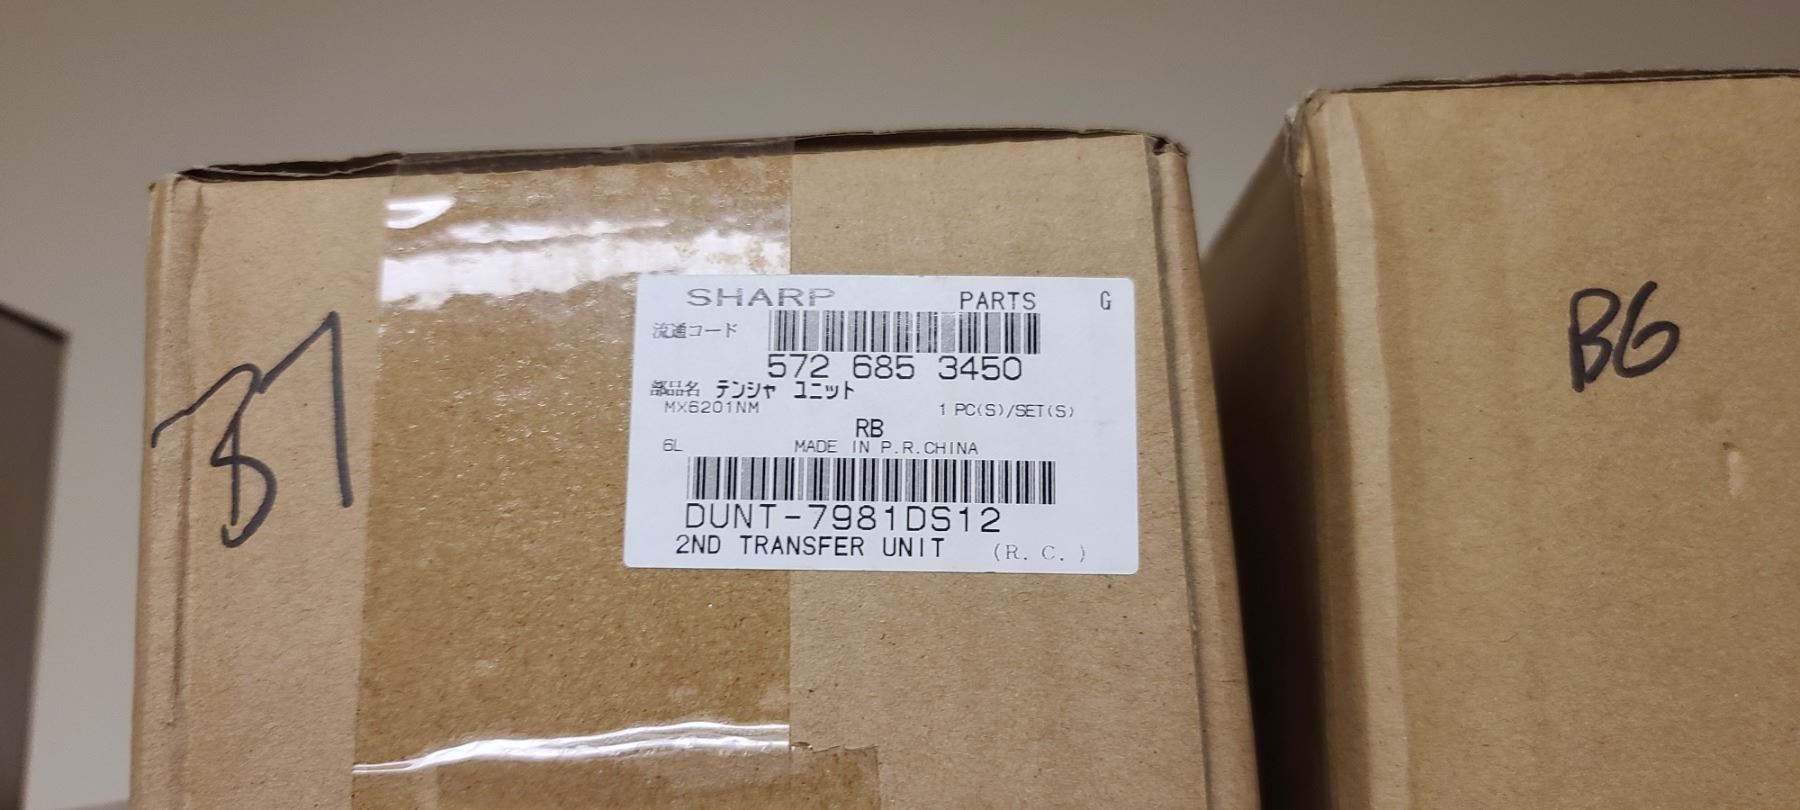 SHARP PARTS G
流通コード
572 685 3450
部品名 テンシャ ユニット
MX6201NM 1 PC(S)/SET(S)
RB
6L MADE IN P.R.CHINA
DUNT-7981DS12
2ND TRANSFER UNIT (R.C.)
B7
B6